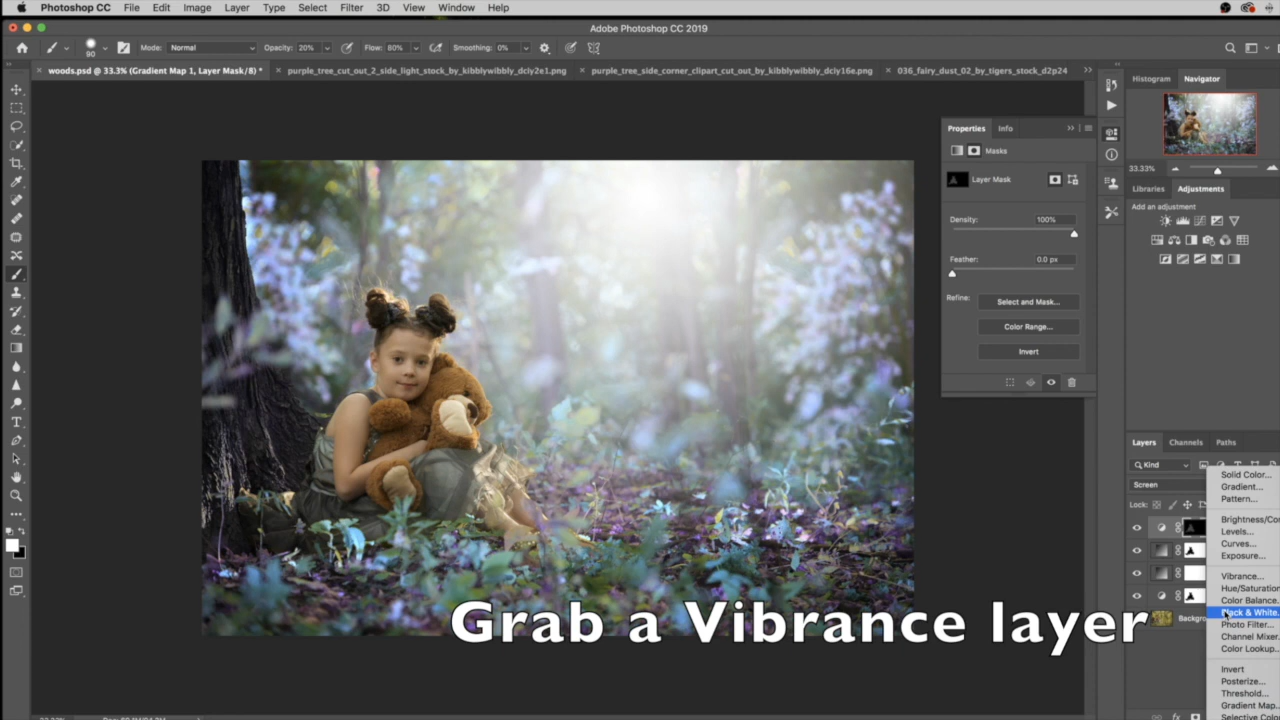 Photoshop CC File Edit Image Layer Type Select Filter 3D View Window Help
Adobe Photoshop CC 2019
90 Mode: Normal Opacity: 20% Flow: 80% Smoothing: 0%
woods.psd @ 33.3% (Gradient Map 1, Layer Mask/8) * purple_tree_cut_out_2_side_light_stock_by_kibblywibbly_dciy2e1.png purple_tree_side_corner_clipart_cut_out_by_kibblywibbly_dciy16e.png 036_fairy_dust_02_by_tigers_stock_d2p24
Histogram Navigator
Properties Info
Masks
33.33%
Layer Mask
Libraries Adjustments
Add an adjustment
Density: 100%
Feather: 0.0 px
Refine: Select and Mask...
Color Range...
Invert
Layers Channels Paths
Kind
Screen
Lock:
Solid Color...
Gradient...
Pattern...
Brightness/Co
Levels...
Curves...
Exposure...
Vibrance...
Hue/Saturation
Color Balance.
Black & White.
Photo Filter...
Channel Mixer.
Color Lookup..
Invert
Posterize...
Threshold...
Gradient Map..
Selective Colo
Backgro
Grab a Vibrance layer